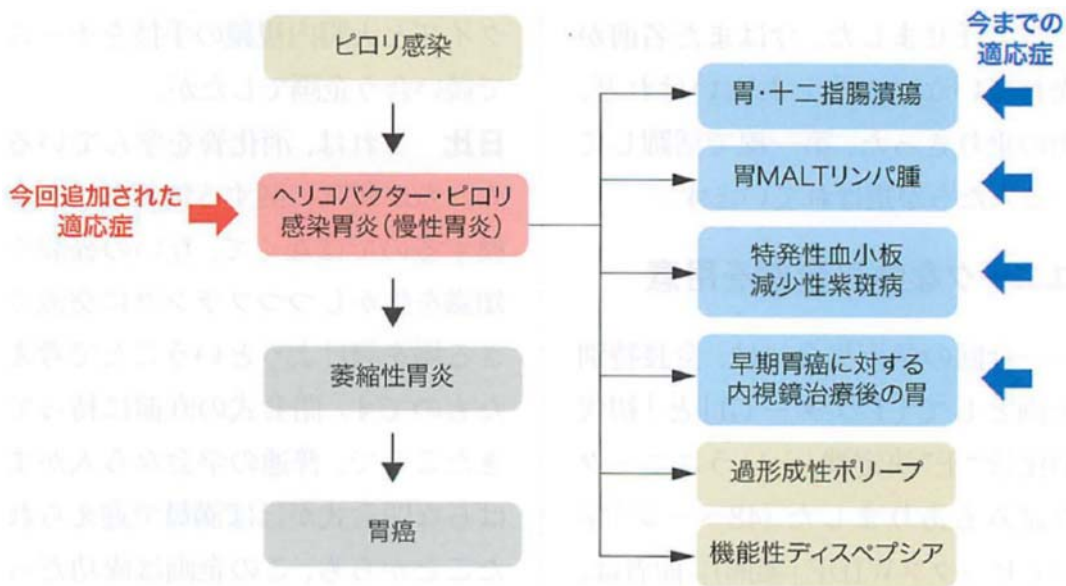 ピロリ感染
今回追加された
適応症
ヘリコバクター・ピロリ
感染胃炎(慢性胃炎)
萎縮性胃炎
胃癌
今までの
適応症
胃・十二指腸潰瘍
胃MALTリンパ腫
特発性血小板
減少性紫斑病
早期胃癌に対する
内視鏡治療後の胃
過形成性ポリープ
機能性ディスペプシア